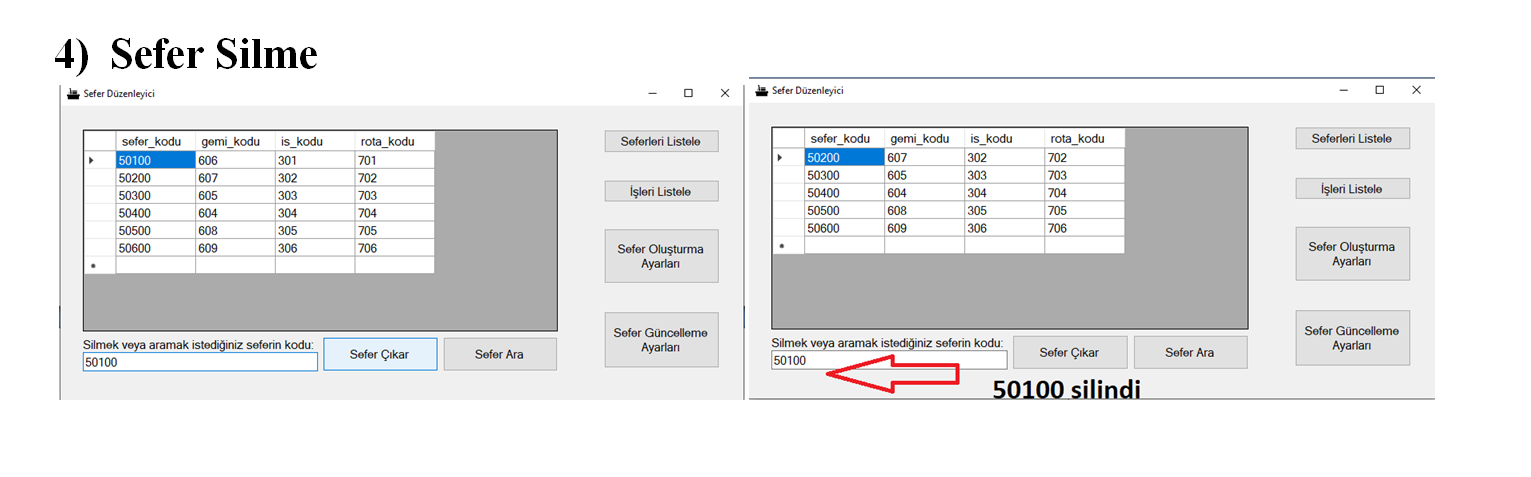 4) Sefer Silme
Sefer Düzenleyici
sefer_kodu gemi_kodu is_kodu rota_kodu
50100 606 301 701
50200 607 302 702
50300 605 303 703
50400 604 304 704
50500 608 305 705
50600 609 306 706
Seferleri Listele
İşleri Listele
Sefer Oluşturma
Ayarları
Sefer Güncelleme
Ayarları
Silmek veya aramak istediğiniz seferin kodu:
50100
Sefer Çıkar
Sefer Ara
Sefer Düzenleyici
sefer_kodu gemi_kodu is_kodu rota_kodu
50200 607 302 702
50300 605 303 703
50400 604 304 704
50500 608 305 705
50600 609 306 706
Seferleri Listele
İşleri Listele
Sefer Oluşturma
Ayarları
Sefer Güncelleme
Ayarları
Silmek veya aramak istediğiniz seferin kodu:
50100
Sefer Çıkar
Sefer Ara
50100 silindi